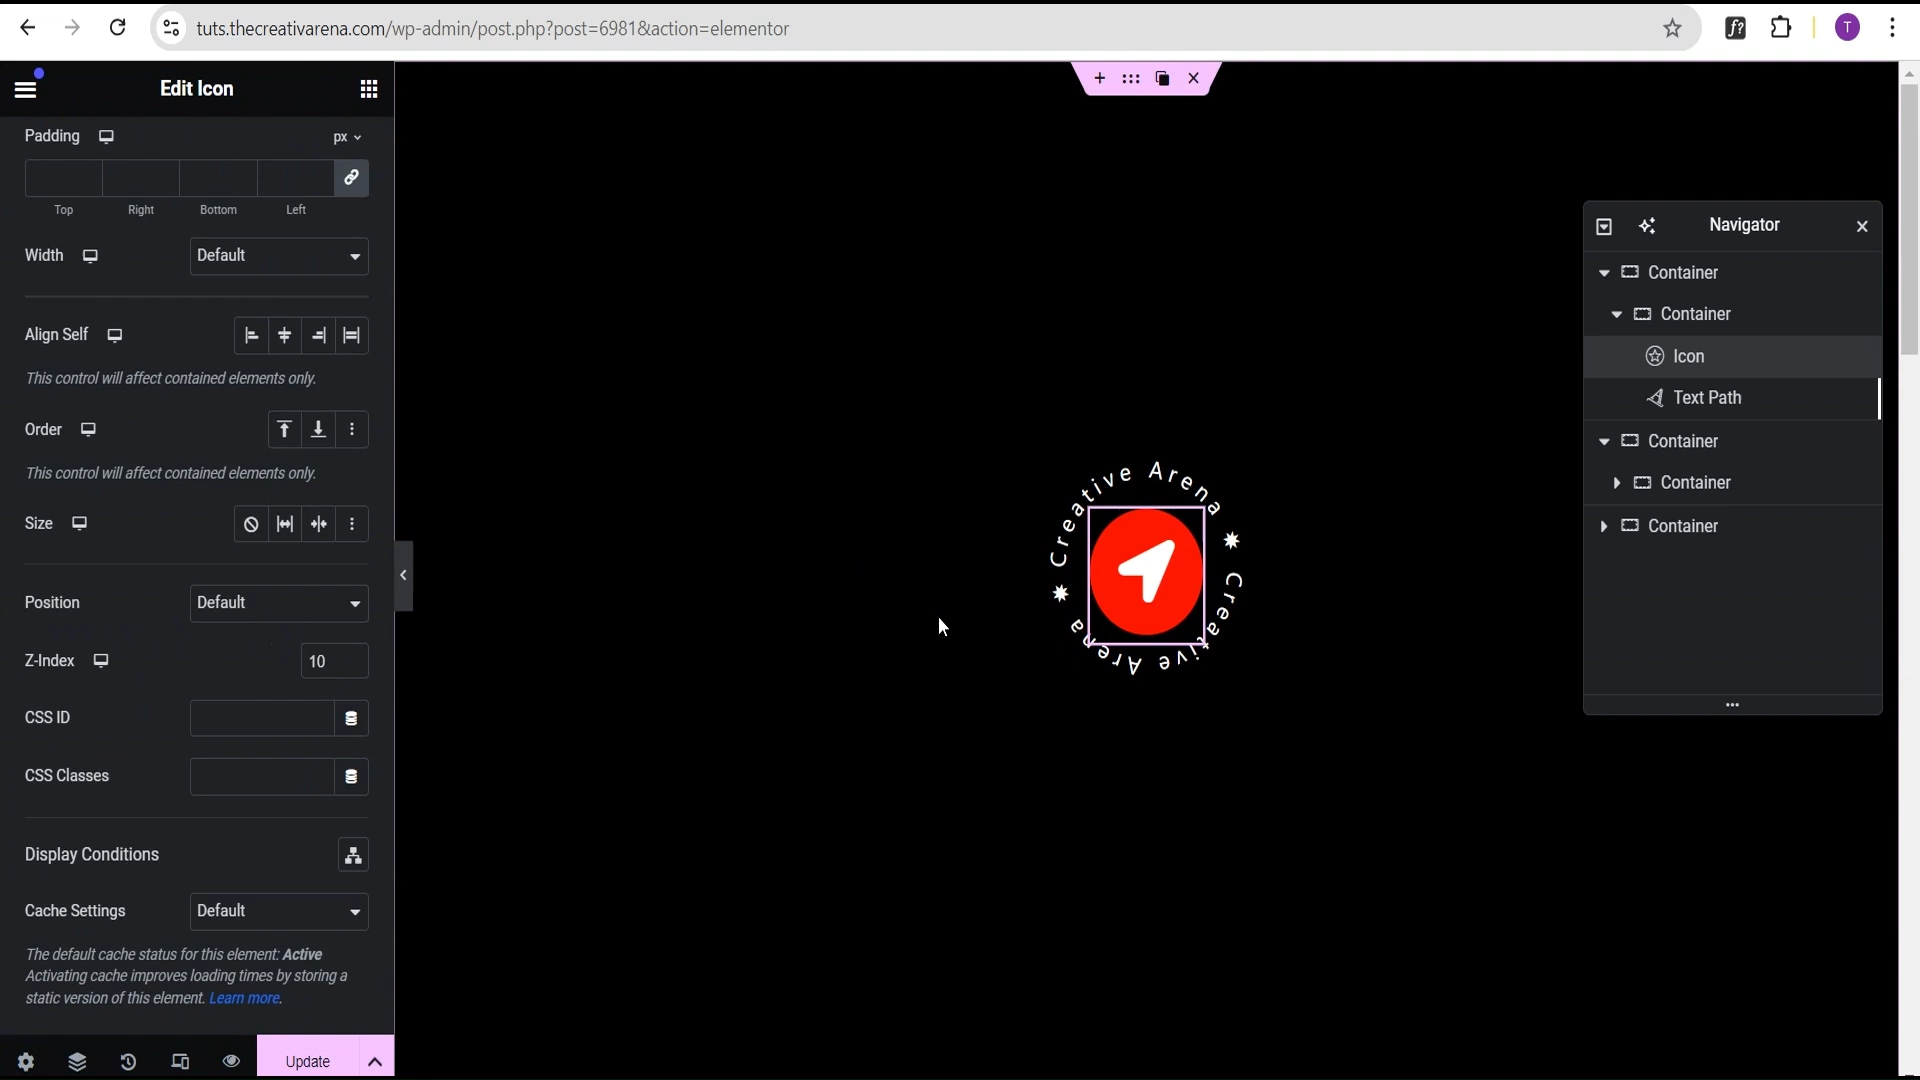 tuts.thecreativarena.com/wp-admin/post.php?post=6981&action=elementor
T
Edit Icon
Padding
px
Top Right Bottom Left
Width
Default
Align Self
This control will affect contained elements only.
Order
This control will affect contained elements only.
Size
Position
Default
Z-Index
10
CSS ID
CSS Classes
Display Conditions
Cache Settings
Default
The default cache status for this element: Active
Activating cache improves loading times by storing a
static version of this element. Learn more.
Update
Creative Arena ✸ Creative Arena ✸
Navigator
Container
Container
Icon
Text Path
Container
Container
Container